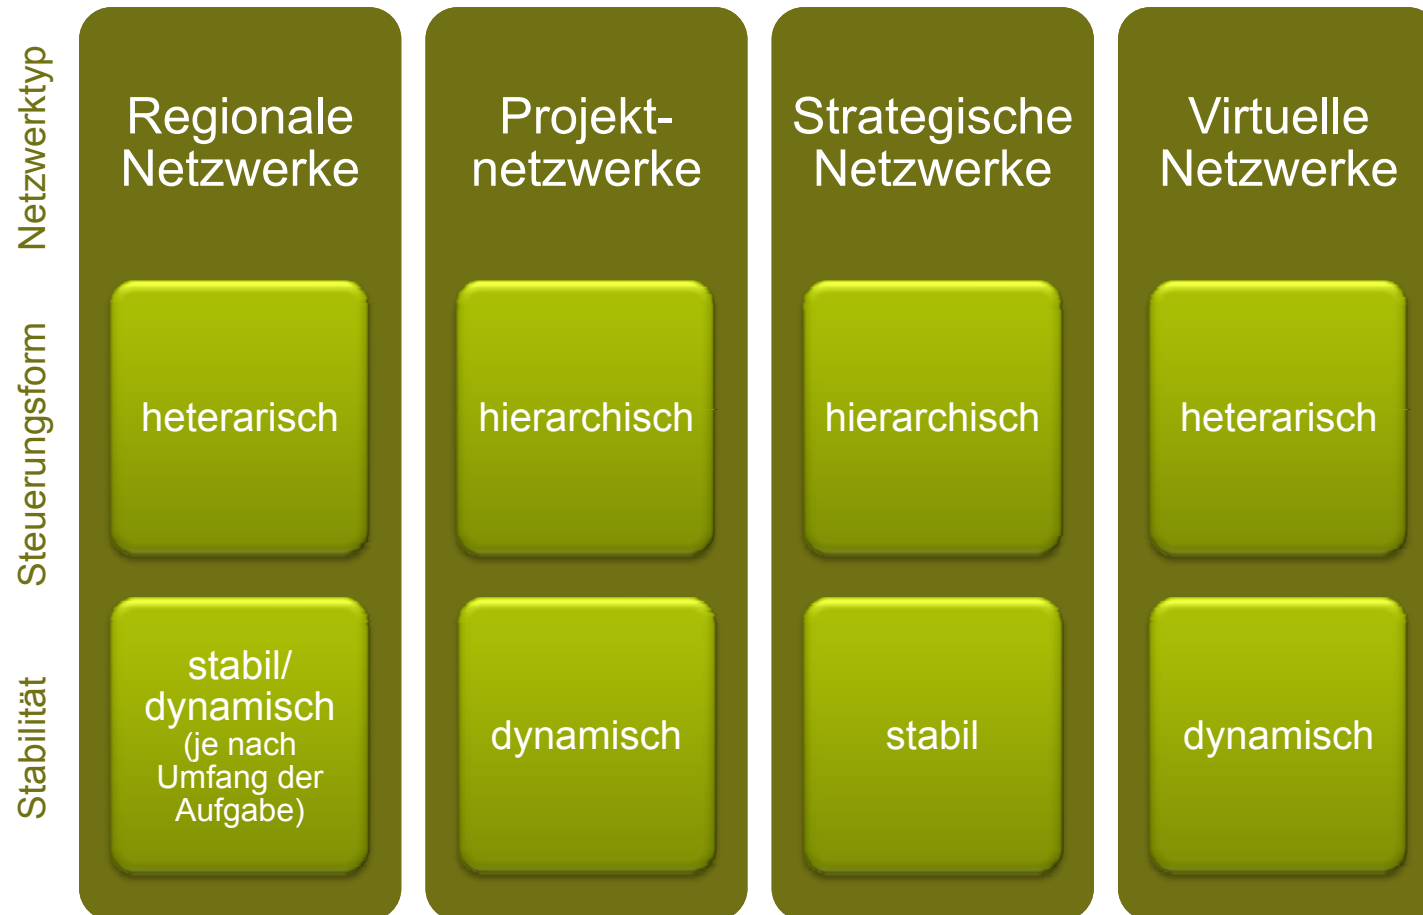 Netzwerktyp
Regionale
Netzwerke
Projekt-
netzwerke
Strategische
Netzwerke
Virtuelle
Netzwerke
Steuerungsform
heterarisch
hierarchisch
hierarchisch
heterarisch
Stabilität
stabil/
dynamisch
(je nach
Umfang der
Aufgabe)
dynamisch
stabil
dynamisch